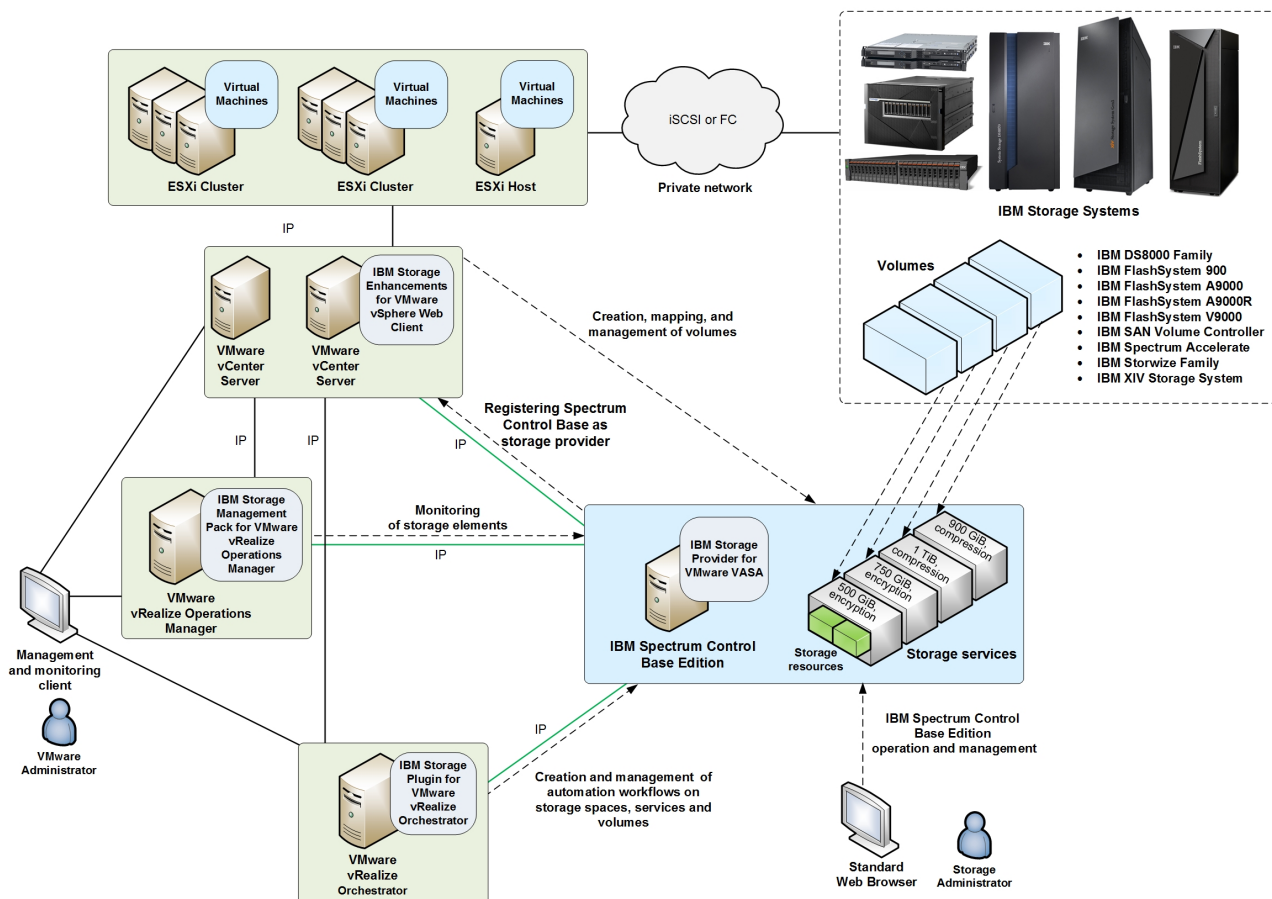 Virtual
Machines
Virtual
Machines
Virtual
Machines
ESXi Cluster
ESXi Cluster
ESXi Host
iSCSI or FC
Private network
IBM Storage Systems
Volumes
• IBM DS8000 Family
• IBM FlashSystem 900
• IBM FlashSystem A9000
• IBM FlashSystem A9000R
• IBM FlashSystem V9000
• IBM SAN Volume Controller
• IBM Spectrum Accelerate
• IBM Storwize Family
• IBM XIV Storage System
IP
IBM Storage
Enhancements
for VMware
vSphere Web
Client
VMware
vCenter
Server
VMware
vCenter
Server
Creation, mapping, and
management of volumes
Registering Spectrum
Control Base as
storage provider
IP
IP
IP
IBM Storage
Management
Pack for VMware
vRealize
Operations
Manager
VMware
vRealize Operations
Manager
Monitoring
of storage elements
IP
IBM Storage
Provider for
VMware VASA
IBM Spectrum Control
Base Edition
900 GiB,
compression
1 TiB,
compression
750 GiB,
encryption
500 GiB,
encryption
Storage
resources
Storage services
Management
and monitoring
client
VMware
Administrator
IP
IBM Storage
Plugin for
VMware
vRealize
Orchestrator
VMware
vRealize
Orchestrator
Creation and management of
automation workflows on
storage spaces, services and
volumes
IBM Spectrum Control
Base Edition
operation and management
Standard
Web Browser
Storage
Administrator